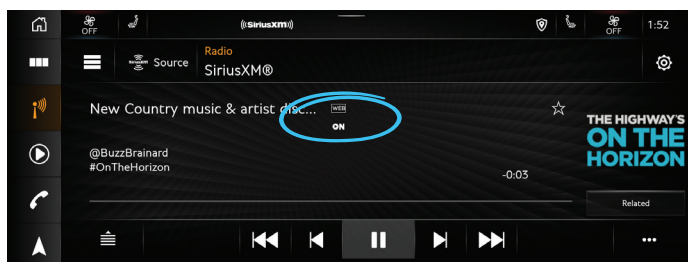 OFF
((SiriusXM))
OFF
1:52
SiriusXM
Source
Radio
SiriusXM®
New Country music & artist disc...
WEB
ON
@BuzzBrainard
#OnTheHorizon
-0:03
THE HIGHWAY'S
ON THE
HORIZON
Related